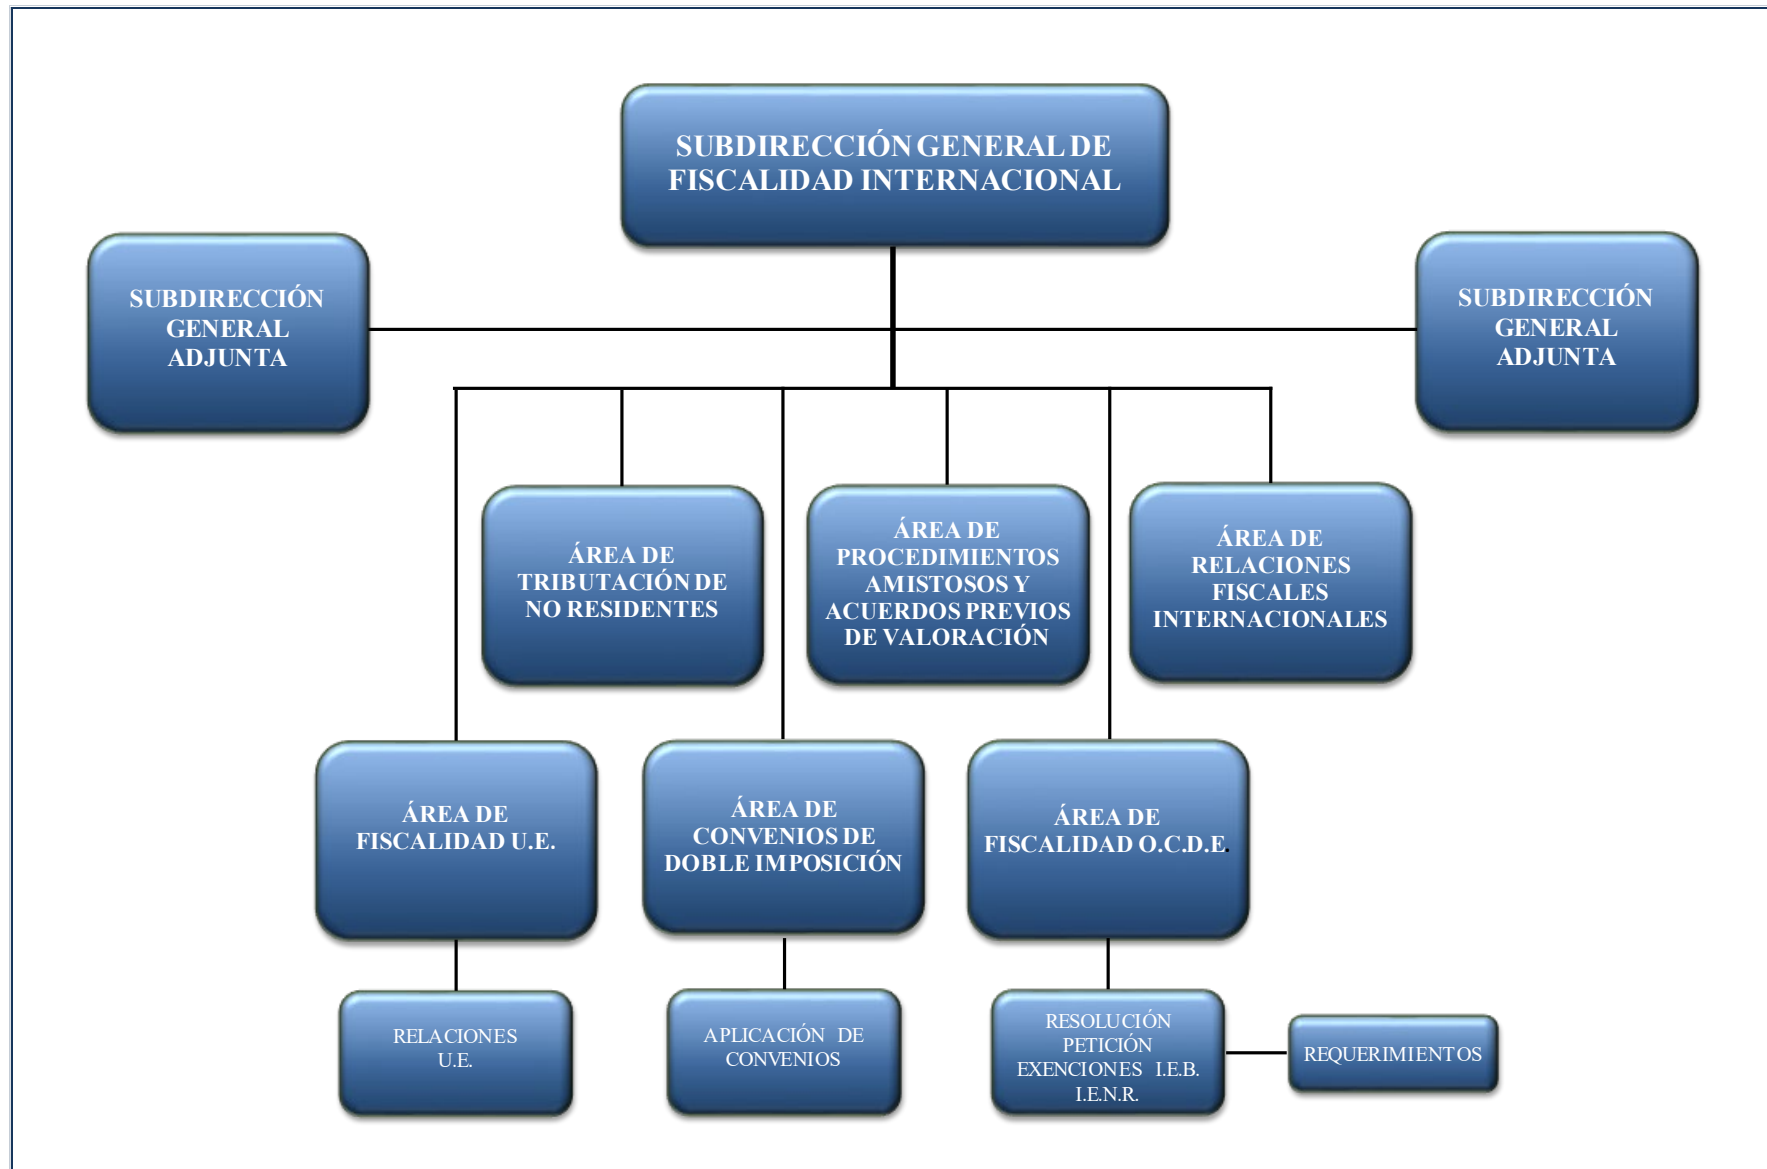 SUBDIRECCIÓN GENERAL DE
FISCALIDAD INTERNACIONAL
SUBDIRECCIÓN
GENERAL
ADJUNTA
SUBDIRECCIÓN
GENERAL
ADJUNTA
ÁREA DE
TRIBUTACIÓN DE
NO RESIDENTES
ÁREA DE
PROCEDIMIENTOS
AMISTOSOS Y
ACUERDOS PREVIOS
DE VALORACIÓN
ÁREA DE
RELACIONES
FISCALES
INTERNACIONALES
ÁREA DE
FISCALIDAD U.E.
ÁREA DE
CONVENIOS DE
DOBLE IMPOSICIÓN
ÁREA DE
FISCALIDAD O.C.D.E.
RELACIONES
U.E.
APLICACIÓN DE
CONVENIOS
RESOLUCIÓN
PETICIÓN
EXENCIONES I.E.B.
I.E.N.R.
REQUERIMIENTOS